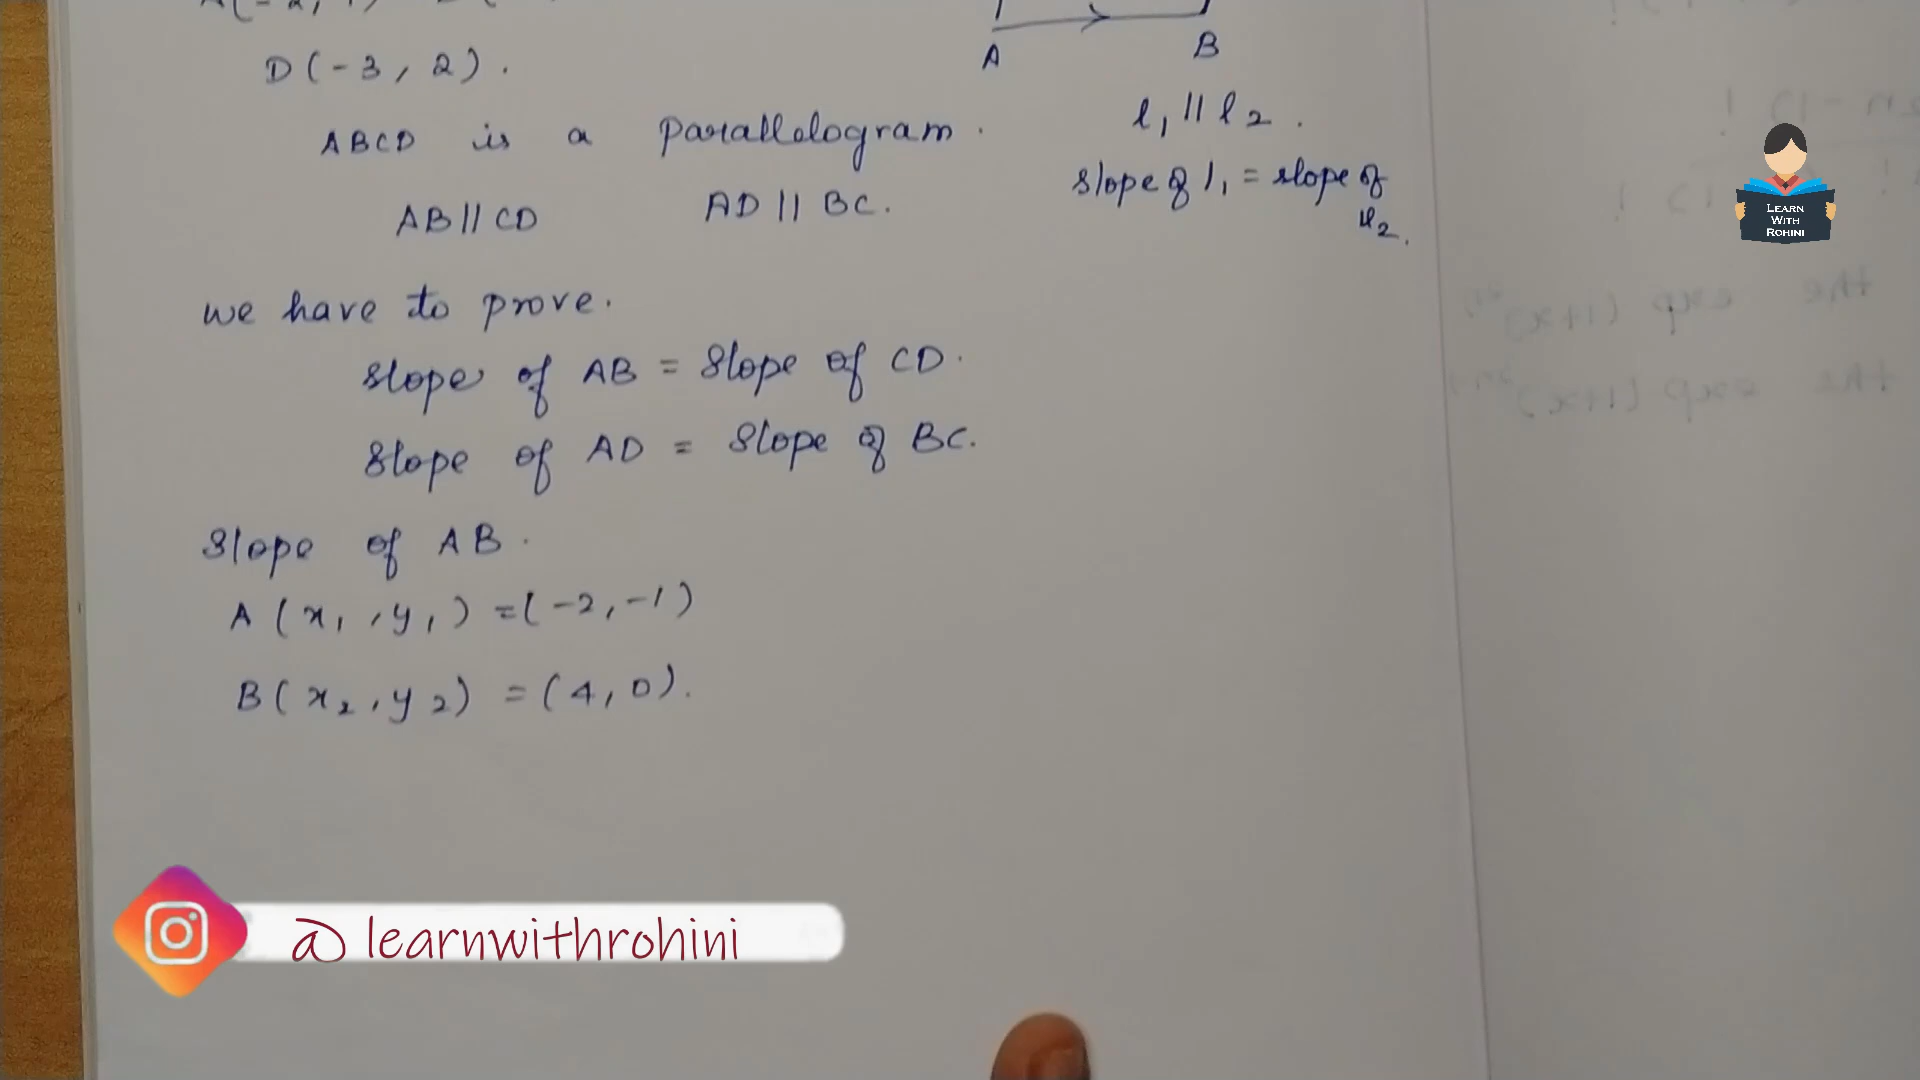 D(-3, 2).
A B
ABCD is a parallelogram.
l1 || l2.
AB || CD AD || BC.
slope of l1 = slope of
l2.
we have to prove.
slope of AB = slope of CD.
slope of AD = slope of BC.
slope of AB.
A(x1, y1) = (-2, -1)
B(x2, y2) = (4, 0).
LEARN
WITH
ROHINI
@learnwithrohini